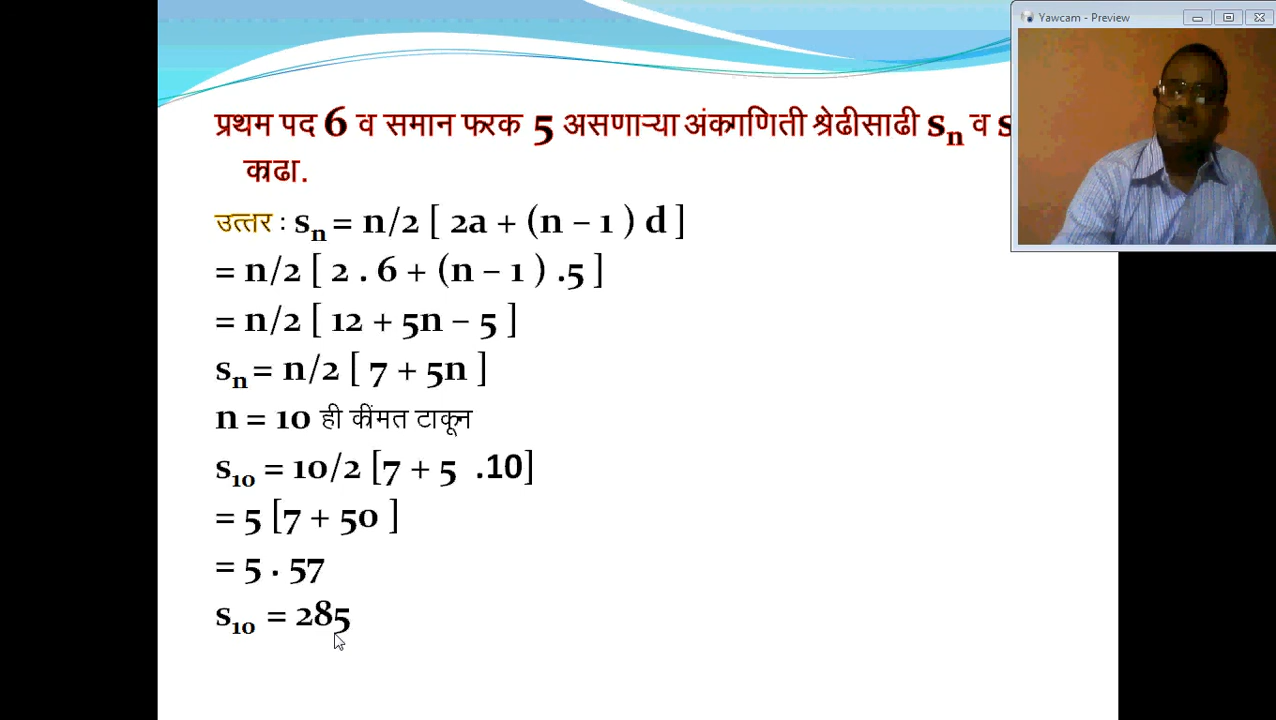 Yawcam - Preview
प्रथम पद 6 व समान फरक 5 असणाऱ्या अंकगणिती श्रेढीसाठी sn व s
काढा.
उत्तर : sn = n/2 [ 2a + (n – 1 ) d ]
= n/2 [ 2 . 6 + (n – 1 ) .5 ]
= n/2 [ 12 + 5n – 5 ]
sn = n/2 [ 7 + 5n ]
n = 10 ही किंमत टाकून
s10 = 10/2 [7 + 5 .10]
= 5 [7 + 50 ]
= 5 . 57
s10 = 285